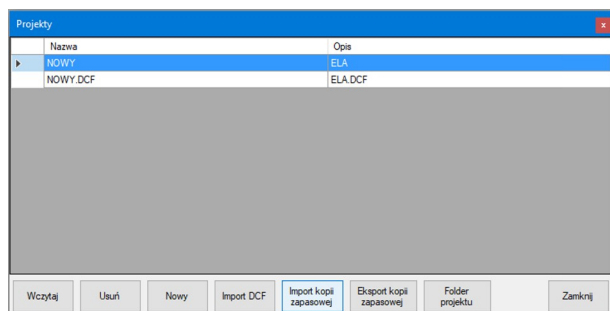 Projekty
x
Nazwa Opis
NOWY ELA
NOWY.DCF ELA.DCF
Wczytaj Usuń Nowy Import DCF Import kopii zapasowej Eksport kopii zapasowej Folder projektu Zamknij